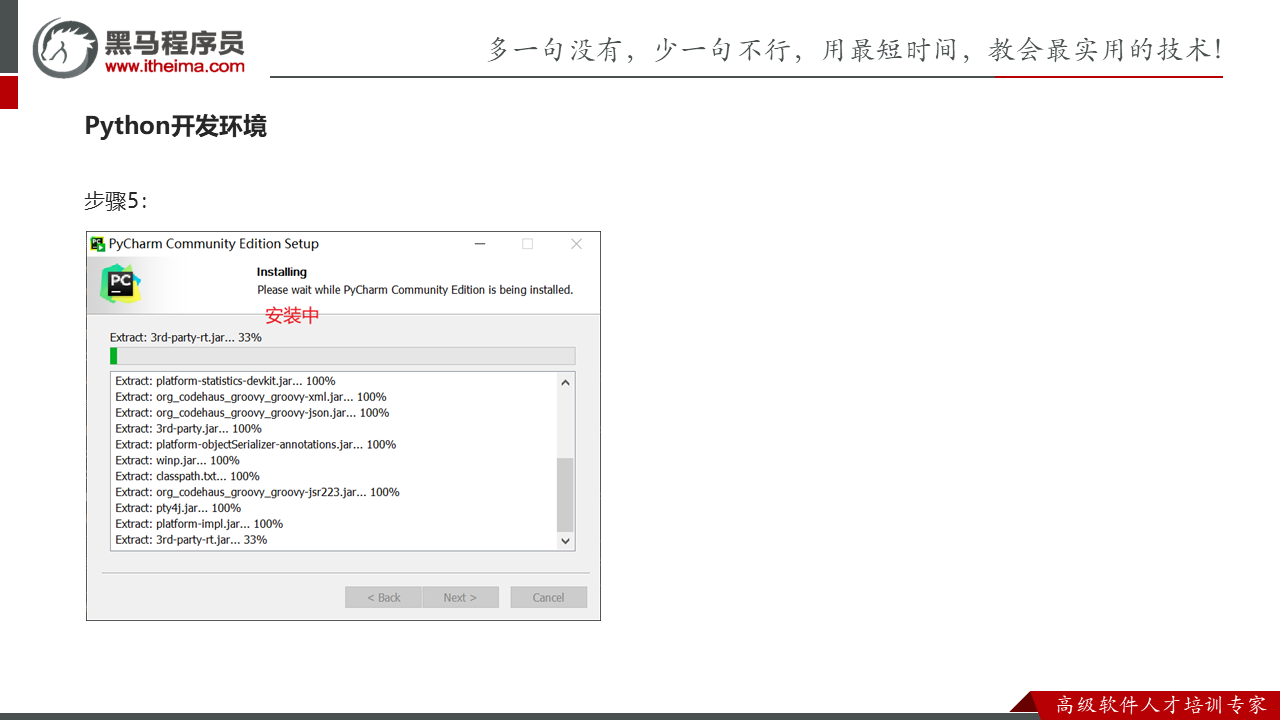 黑马程序员
www.itheima.com
多一句没有，少一句不行，用最短时间，教会最实用的技术！
Python开发环境
步骤5：
PC
PyCharm Community Edition Setup
PC
Installing
Please wait while PyCharm Community Edition is being installed.
安装中
Extract: 3rd-party-rt.jar... 33%
Extract: platform-statistics-devkit.jar... 100%
Extract: org_codehaus_groovy_groovy-xml.jar... 100%
Extract: org_codehaus_groovy_groovy-json.jar... 100%
Extract: 3rd-party.jar... 100%
Extract: platform-objectSerializer-annotations.jar... 100%
Extract: winp.jar... 100%
Extract: classpath.txt... 100%
Extract: org_codehaus_groovy_groovy-jsr223.jar... 100%
Extract: pty4j.jar... 100%
Extract: platform-impl.jar... 100%
Extract: 3rd-party-rt.jar... 33%
< Back Next > Cancel
高级软件人才培训专家